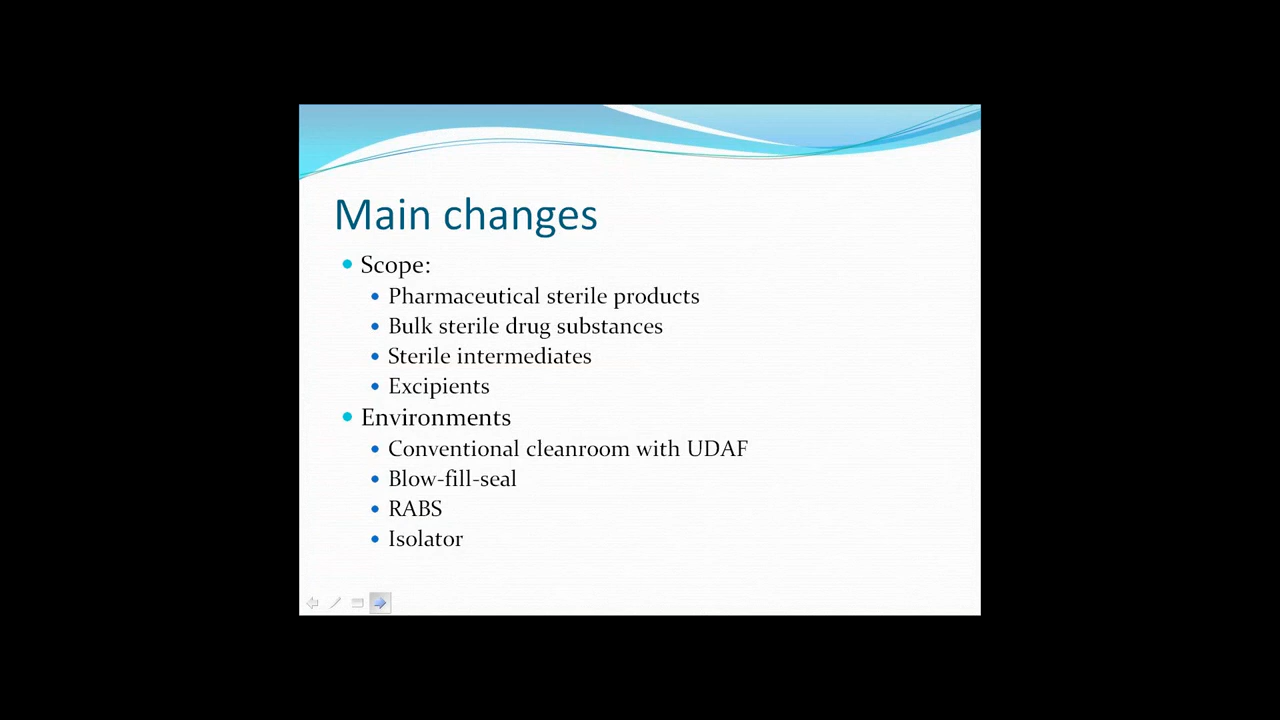 Main changes
Scope:
Pharmaceutical sterile products
Bulk sterile drug substances
Sterile intermediates
Excipients
Environments
Conventional cleanroom with UDAF
Blow-fill-seal
RABS
Isolator